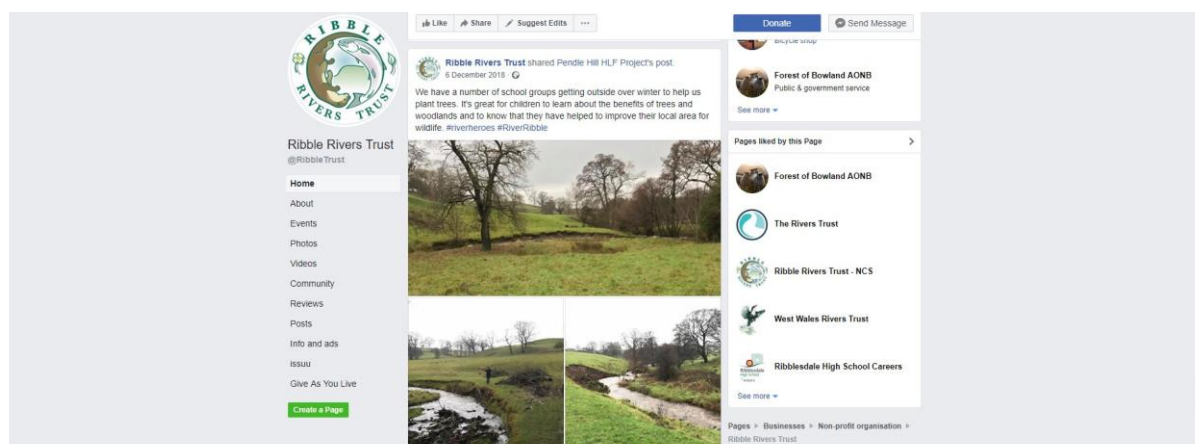 RIBBLE
RIVERS TRUST
Ribble Rivers Trust
@RibbleTrust
Home
About
Events
Photos
Videos
Community
Reviews
Posts
Info and ads
issuu
Give As You Live
Create a Page
Like Share Suggest Edits ...
Ribble Rivers Trust shared Pendle Hill HLF Project's post.
6 December 2018 ·
We have a number of school groups getting outside over winter to help us
plant trees. It's great for children to learn about the benefits of trees and
woodlands and to know that they have helped to improve their local area for
wildlife. #riverheroes #RiverRibble
Donate
Send Message
Bicycle shop
Forest of Bowland AONB
Public & government service
See more
Pages liked by this Page
Forest of Bowland AONB
The Rivers Trust
Ribble Rivers Trust - NCS
West Wales Rivers Trust
Ribblesdale High School Careers
See more
Pages Businesses Non-profit organisation
Ribble Rivers Trust